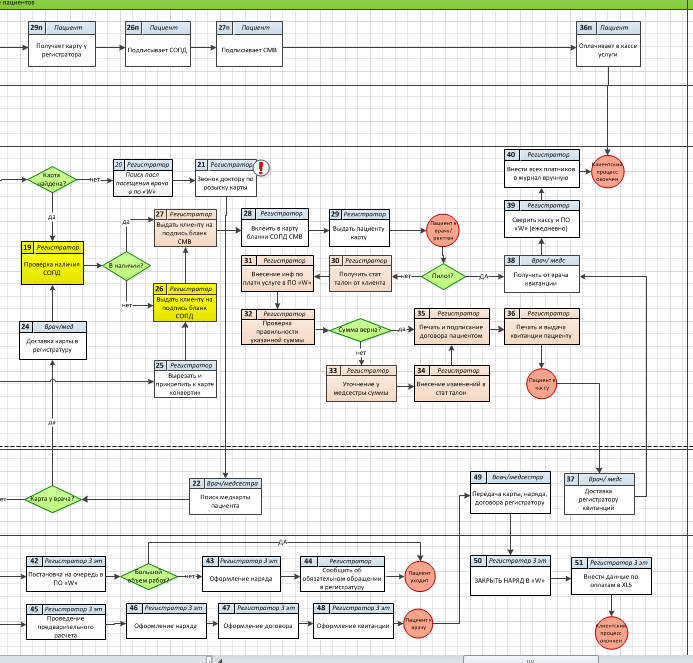 е пациентов
29п Пациент
Получает карту у
регистратора
26п Пациент
Подписывает СОПД
27п Пациент
Подписывает СМВ
36п Пациент
Оплачивает в кассе
услуги
Карта
найдена?
нет
20 Регистратор
Поиск посл
посещения врача
в по «W»
21 Регистратор
Звонок доктору по
розыску карты
40 Регистратор
Внести всех платников
в журнал вручную
Клиентский
процесс
окончен
да
27 Регистратор
Выдать клиенту на
подпись бланк
СМВ
28 Регистратор
Вклеить в карту
бланки СОПД СМВ
29 Регистратор
Выдать пациенту
карту
Пациент к
врачу/
39 Регистратор
Сверить кассу и ПО
«W» (ежедневно)
да
19 Регистратор
Проверка наличия
СОПД
В наличии?
31 Регистратор
Внесение инф по
платн услуге в ПО «W»
30 Регистратор
Получить стат
талон от клиента
нет
Пилот?
ДА
38 Врач/ медс
Получить от врача
квитанции
нет
26 Регистратор
Выдать клиенту на
подпись бланк
СОПД
24 Врач/мед
Доставка карты в
регистратуру
32 Регистратор
Проверка
правильности
указанной суммы
Сумма верна?
да
35 Регистратор
Печать и подписание
договора пациентом
36 Регистратор
Печать и выдача
квитанции пациенту
нет
25 Регистратор
Вырезать и
прикрепить к карте
конвертик
33 Регистратор
Уточнение у
медсестры суммы
34 Регистратор
Внесение изменений в
стат талон
Пациент в
кассу
да
Карта у врача?
нет
22 Врач/медсестра
Поиск медкарты
пациента
49 Врач/медсестра
Передача карты, наряда,
договора регистратору
37 Врач/ медс
Доставка
регистратору
квитанций
ДА
42 Регистратор 3 эт
Постановка на очередь в
ПО «W»
Большой
объем работ?
нет
43 Регистратор 3 эт
Оформление наряда
44 Регистратор
Сообщить об
обязательном обращении
в регистратуру
Пациент
уходит
50 Регистратор 3 эт
ЗАКРЫТЬ НАРЯД В «W»
51 Регистратор 3 эт
Внести данные по
оплатам в XLS
45 Регистратор 3 эт
Проведение
предварительного
расчета
46 Регистратор 3 эт
Оформление наряда
47 Регистратор 3 эт
Оформление договора
48 Регистратор 3 эт
Оформление квитанции
Пациент к
врачу
Клиентский
процесс
окончен